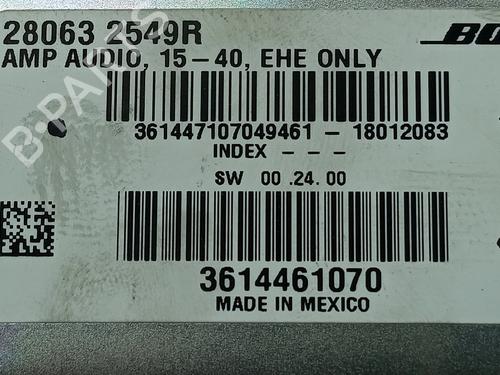 28063 2549R
AMP AUDIO, 15-40, EHE ONLY
361447107049461 - 18012083
INDEX - - -
SW 00 .24. 00
3614461070
MADE IN MEXICO
B-PARTS